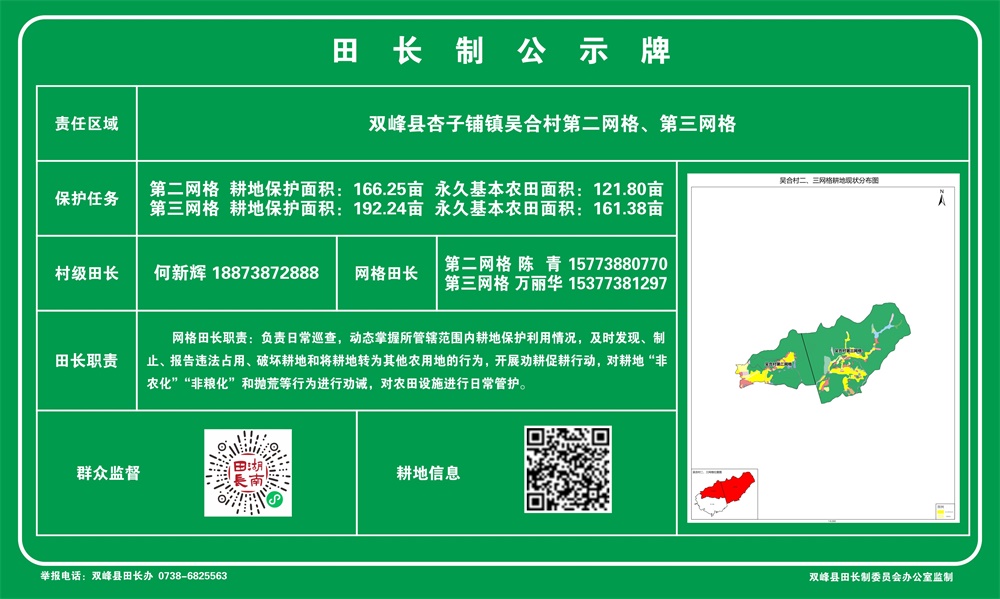 田长制公示牌
责任区域
双峰县杏子铺镇吴合村第二网格、第三网格
保护任务
第二网格 耕地保护面积：166.25亩 永久基本农田面积：121.80亩
第三网格 耕地保护面积：192.24亩 永久基本农田面积：161.38亩
村级田长
何新辉 18873872888
网格田长
第二网格 陈 青 15773880770
第三网格 万丽华 15377381297
田长职责
网格田长职责：负责日常巡查，动态掌握所管辖范围内耕地保护利用情况，及时发现、制
止、报告违法占用、破坏耕地和将耕地转为其他农用地的行为，开展劝耕促耕行动，对耕地“非
农化”“非粮化”和抛荒等行为进行劝诫，对农田设施进行日常管护。
群众监督
湖南田長
耕地信息
吴合村二、三网格耕地现状分布图
N
举报电话：双峰县田长办 0738-6825563
双峰县田长制委员会办公室监制